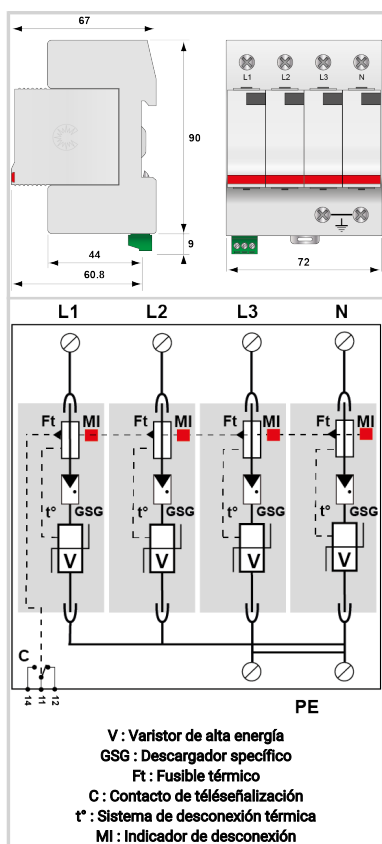 67
L1 L2 L3 N
90
9
44
60.8
72
L1 L2 L3 N
Ft MI Ft MI Ft MI Ft MI
t° GSG t° GSG t° GSG t° GSG
V V V V
C
14 11 12
PE
V : Varistor de alta energía
GSG : Descargador specífico
Ft : Fusible térmico
C : Contacto de téléseñalización
t° : Sistema de desconexión térmica
MI : Indicador de desconexión